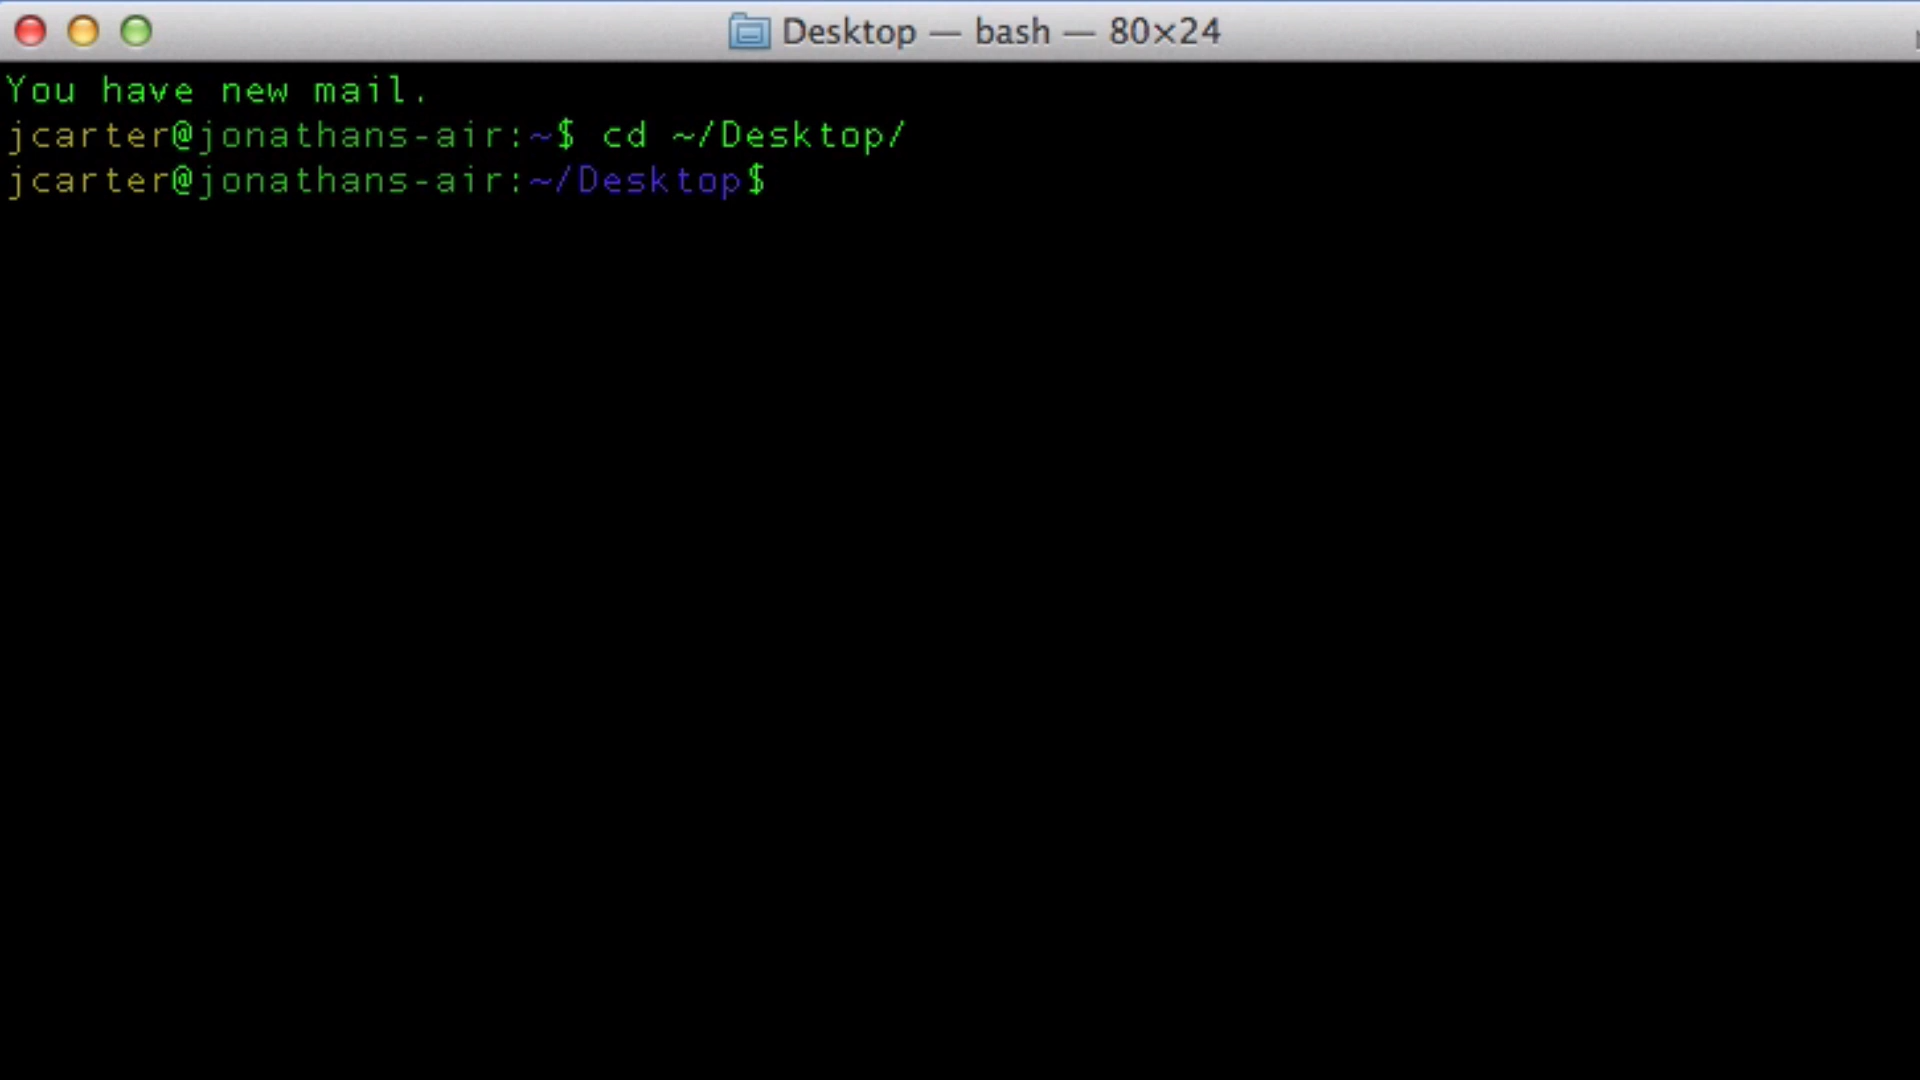 Desktop — bash — 80×24
You have new mail.
jcarter@jonathans-air:~$ cd ~/Desktop/
jcarter@jonathans-air:~/Desktop$